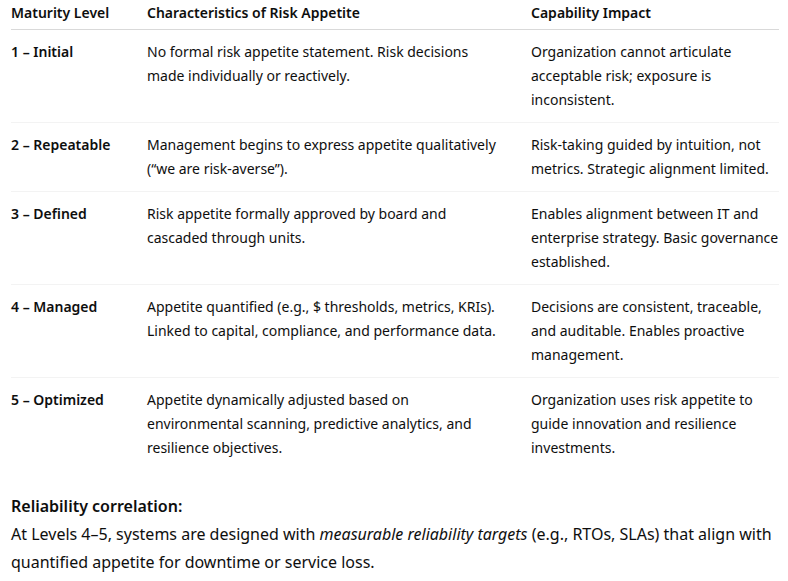 Maturity Level Characteristics of Risk Appetite Capability Impact
1 – Initial No formal risk appetite statement. Risk decisions Organization cannot articulate
made individually or reactively. acceptable risk; exposure is
inconsistent.
2 – Repeatable Management begins to express appetite qualitatively Risk-taking guided by intuition, not
(“we are risk-averse”). metrics. Strategic alignment limited.
3 – Defined Risk appetite formally approved by board and Enables alignment between IT and
cascaded through units. enterprise strategy. Basic governance
established.
4 – Managed Appetite quantified (e.g., $ thresholds, metrics, KRIs). Decisions are consistent, traceable,
Linked to capital, compliance, and performance data. and auditable. Enables proactive
management.
5 – Optimized Appetite dynamically adjusted based on Organization uses risk appetite to
environmental scanning, predictive analytics, and guide innovation and resilience
resilience objectives. investments.
Reliability correlation:
At Levels 4–5, systems are designed with measurable reliability targets (e.g., RTOs, SLAs) that align with
quantified appetite for downtime or service loss.